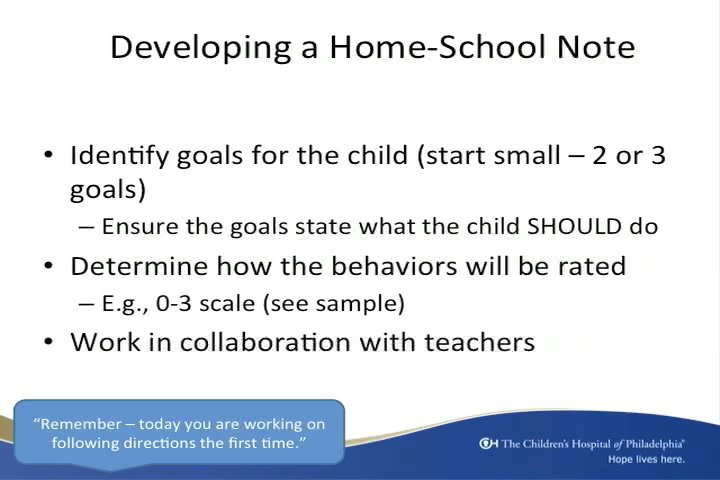 Developing a Home-School Note
• Identify goals for the child (start small – 2 or 3
goals)
– Ensure the goals state what the child SHOULD do
• Determine how the behaviors will be rated
– E.g., 0-3 scale (see sample)
• Work in collaboration with teachers
“Remember – today you are working on
following directions the first time.”
CH The Children's Hospital of Philadelphia®
Hope lives here.